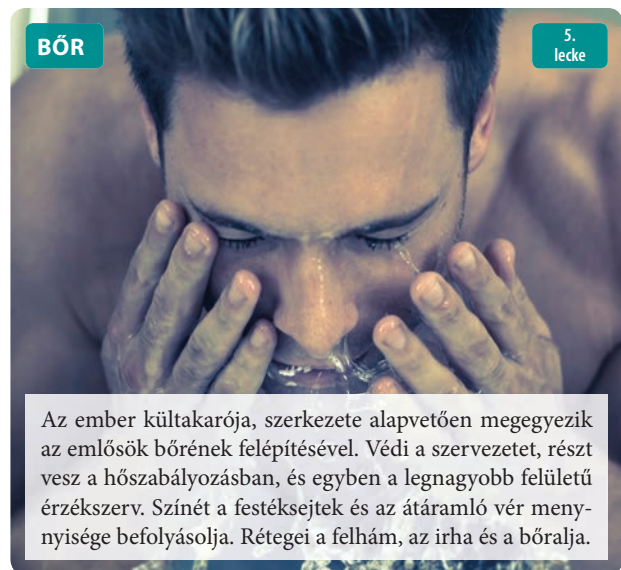 BŐR
5.
lecke
Az ember kültakarója, szerkezete alapvetően megegyezik
az emlősök bőrének felépítésével. Védi a szervezetet, részt
vesz a hőszabályozásban, és egyben a legnagyobb felületű
érzékszerv. Színét a festéksejtek és az átáramló vér meny-
nyisége befolyásolja. Rétegei a felhám, az irha és a bőralja.